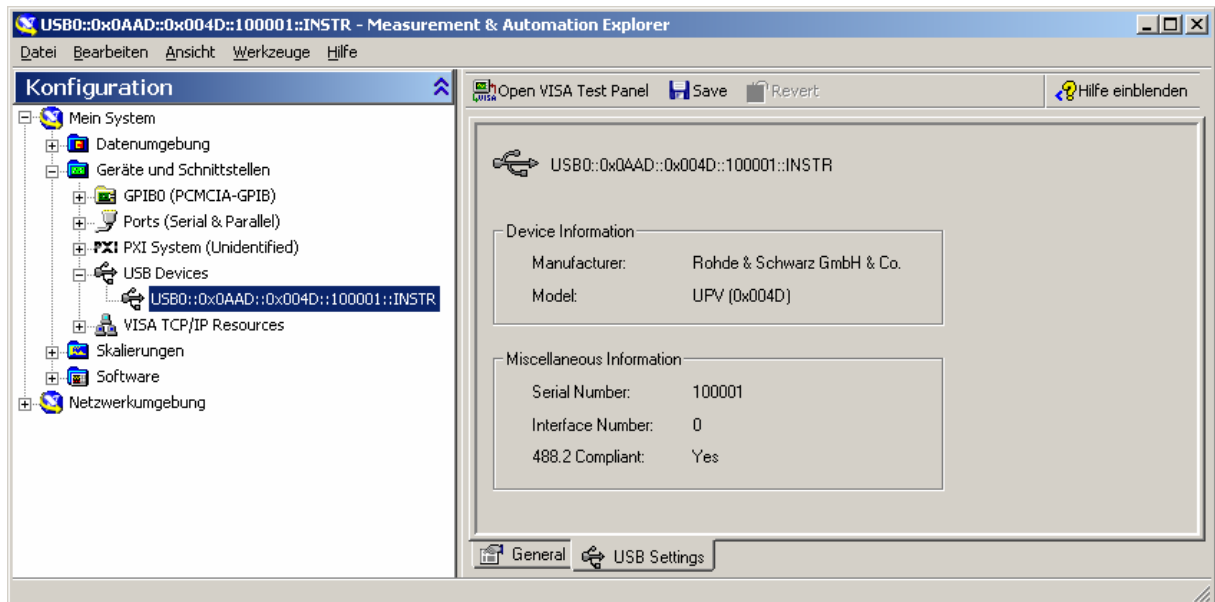 USB0::0x0AAD::0x004D::100001::INSTR - Measurement & Automation Explorer
Datei Bearbeiten Ansicht Werkzeuge Hilfe
Konfiguration
Mein System
Datenumgebung
Geräte und Schnittstellen
GPIB0 (PCMCIA-GPIB)
Ports (Serial & Parallel)
PXI PXI System (Unidentified)
USB Devices
USB0::0x0AAD::0x004D::100001::INSTR
VISA TCP/IP Resources
Skalierungen
Software
Netzwerkumgebung
VISA Open VISA Test Panel Save Revert Hilfe einblenden
USB0::0x0AAD::0x004D::100001::INSTR
Device Information
Manufacturer: Rohde & Schwarz GmbH & Co.
Model: UPV (0x004D)
Miscellaneous Information
Serial Number: 100001
Interface Number: 0
488.2 Compliant: Yes
General USB Settings